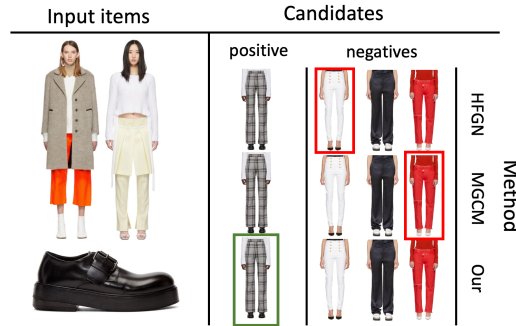 Input items
Candidates
positive
negatives
HFGN
MGCM
Our
Method